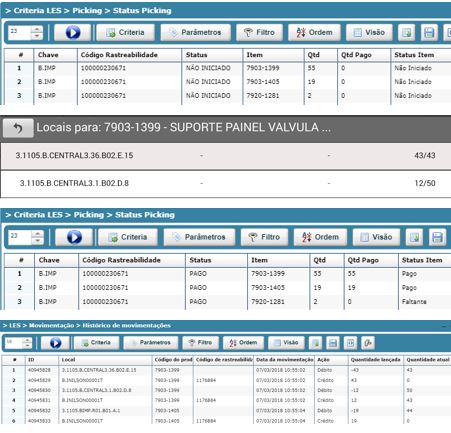 > Criteria LES > Picking > Status Picking
23 Criteria Parâmetros Filtro Ordem Visão
# Chave Código Rastreabilidade Status Item Qtd Qtd Pago Status Item
1 B.IMP 100000230671 NÃO INICIADO 7903-1399 55 0 Não Iniciado
2 B.IMP 100000230671 NÃO INICIADO 7903-1405 19 0 Não Iniciado
3 B.IMP 100000230671 NÃO INICIADO 7920-1281 2 0 Não Iniciado
Locais para: 7903-1399 - SUPORTE PAINEL VALVULA ...
3.1105.B.CENTRAL3.36.B02.E.15 - - 43/43
3.1105.B.CENTRAL3.1.B02.D.8 - - 12/50
> Criteria LES > Picking > Status Picking
23 Criteria Parâmetros Filtro Ordem Visão
# Chave Código Rastreabilidade Status Item Qtd Qtd Pago Status Item
1 B.IMP 100000230671 PAGO 7903-1399 55 55 Pago
2 B.IMP 100000230671 PAGO 7903-1405 19 19 Pago
3 B.IMP 100000230671 PAGO 7920-1281 2 0 Faltante
> LES > Movimentação > Histórico de movimentações
Criteria Parâmetros Filtro Ordem Visão
# ID Local Código do prod Código de rastreabilid Data da movimentação Ação Quantidade lançada Quantidade atual
1 40945828 3.1105.B.CENTRAL3.36.B02.E.15 7903-1399 07/03/2018 10:55:02 Crédito -43 43
2 40945829 B.INILSON00001T 7903-1399 1176884 07/03/2018 10:55:02 Crédito 43 0
3 40945830 3.1105.B.CENTRAL3.1.B02.D.8 7903-1399 07/03/2018 10:55:02 Débito -12 50
4 40945831 B.INILSON00001T 7903-1399 1176884 07/03/2018 10:55:02 Crédito 12 43
5 40945832 7903-1405 07/03/2018 10:55:04 Débito -19 44
6 40945833 B.INILSON00001T 7903-1405 1176884 07/03/2018 10:55:04 Crédito 19 0